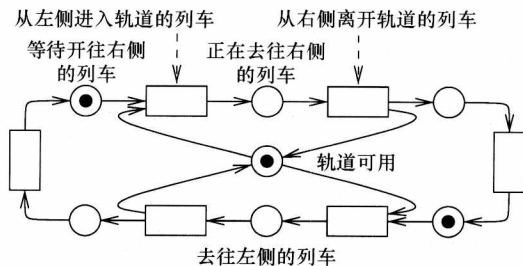 从左侧进入轨道的列车
从右侧离开轨道的列车
等待开往右侧
的列车
正在去往右侧
的列车
轨道可用
去往左侧的列车